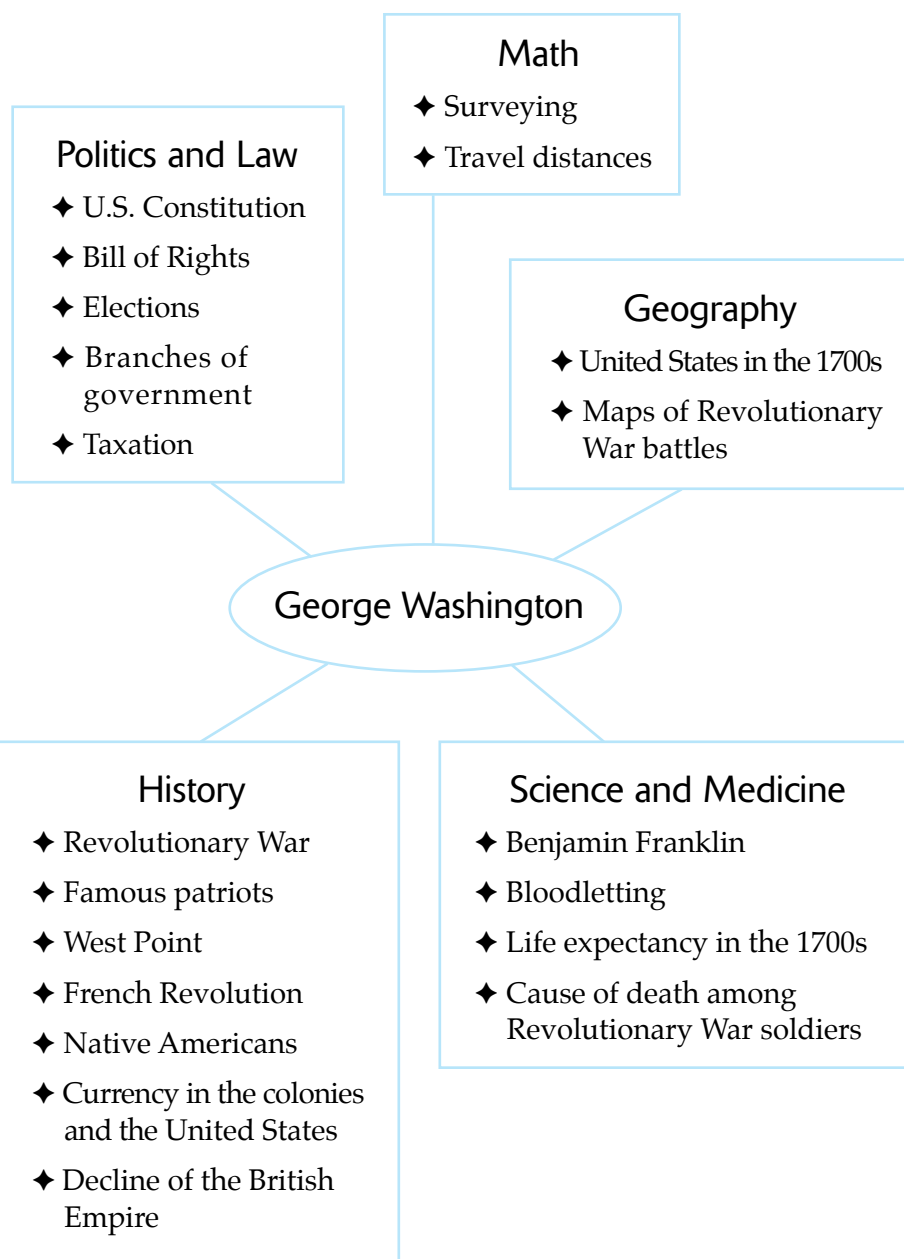 Math
✦ Surveying
✦ Travel distances
Politics and Law
✦ U.S. Constitution
✦ Bill of Rights
✦ Elections
✦ Branches of
government
✦ Taxation
Geography
✦ United States in the 1700s
✦ Maps of Revolutionary
War battles
George Washington
History
✦ Revolutionary War
✦ Famous patriots
✦ West Point
✦ French Revolution
✦ Native Americans
✦ Currency in the colonies
and the United States
✦ Decline of the British
Empire
Science and Medicine
✦ Benjamin Franklin
✦ Bloodletting
✦ Life expectancy in the 1700s
✦ Cause of death among
Revolutionary War soldiers